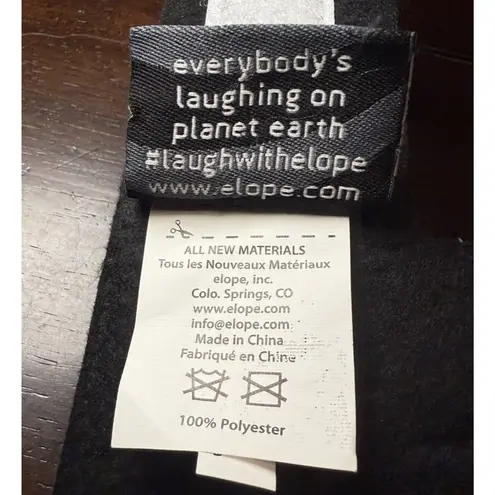 everybody's
laughing on
planet earth
#laughwithelope
www.elope.com
ALL NEW MATERIALS
Tous les Nouveaux Matériaux
elope, inc.
Colo. Springs, CO
www.elope.com
info@elope.com
Made in China
Fabriqué en Chine
100% Polyester